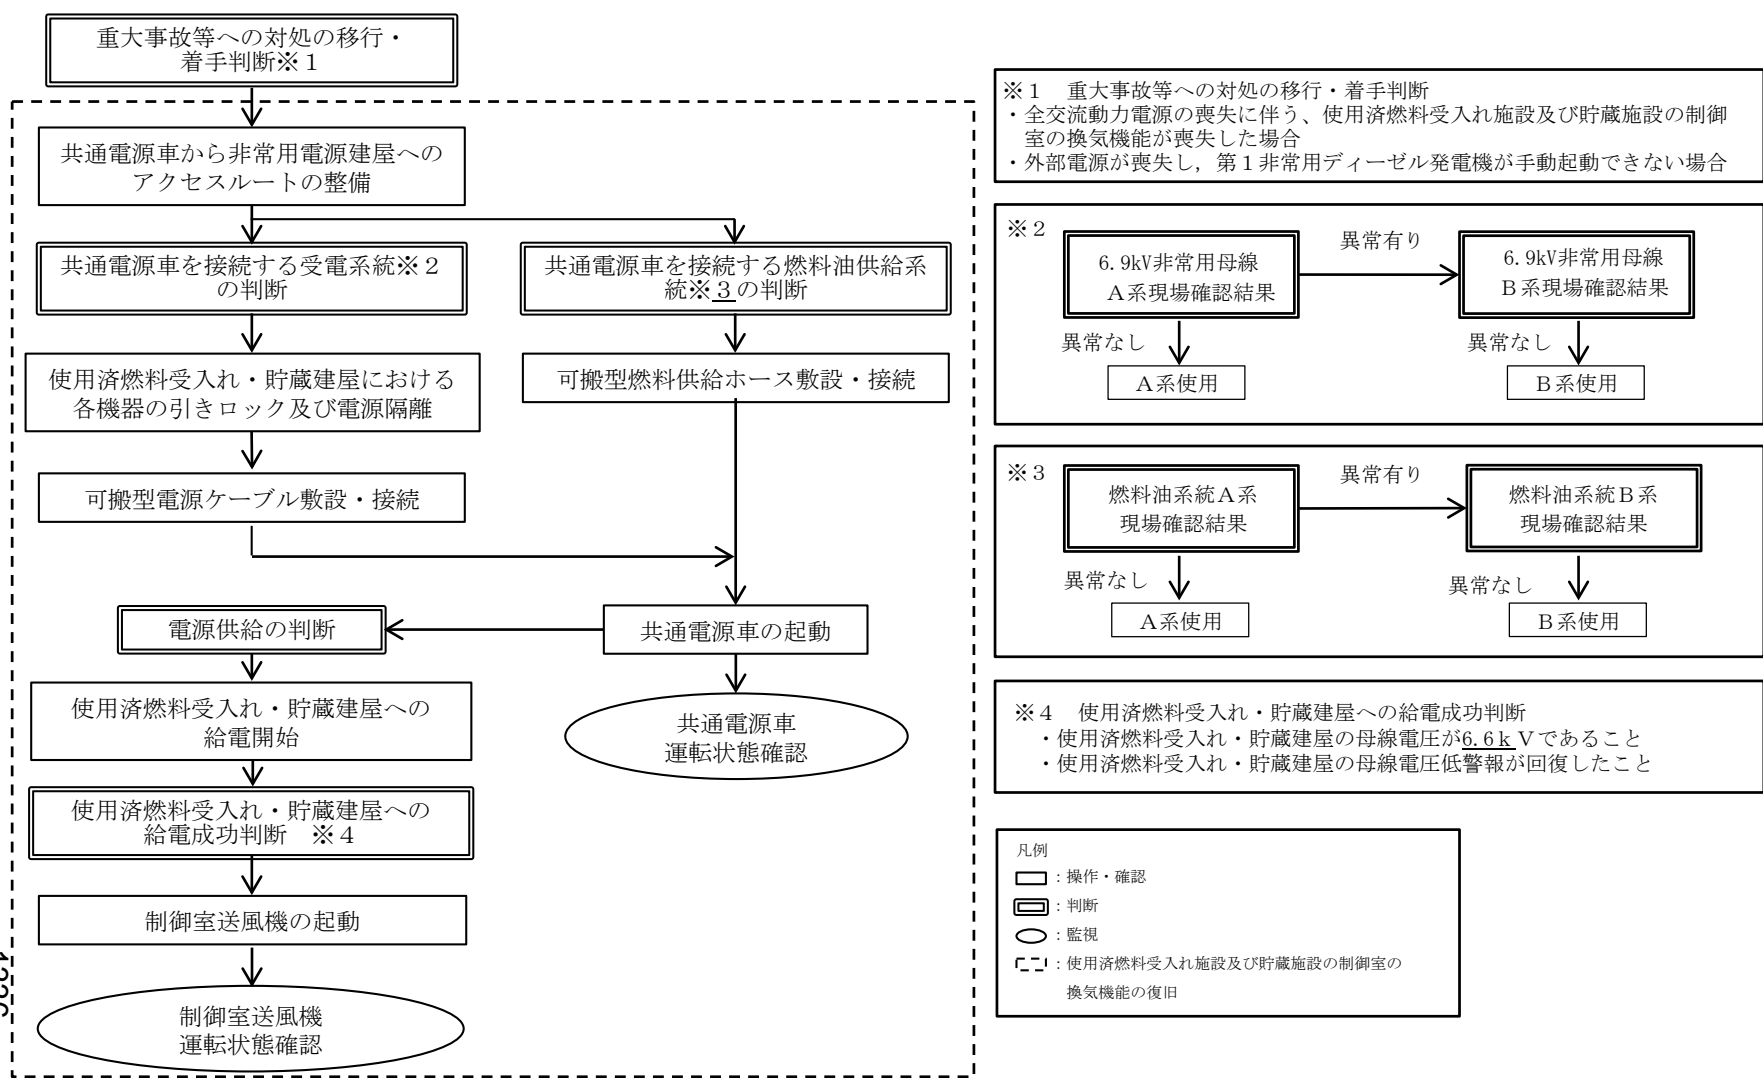 重大事故等への対処の移行・
着手判断※1
共通電源車から非常用電源建屋への
アクセスルートの整備
共通電源車を接続する受電系統※2
の判断
共通電源車を接続する燃料油供給系
統※3の判断
使用済燃料受入れ・貯蔵建屋における
各機器の引きロック及び電源隔離
可搬型燃料供給ホース敷設・接続
可搬型電源ケーブル敷設・接続
電源供給の判断
共通電源車の起動
使用済燃料受入れ・貯蔵建屋への
給電開始
共通電源車
運転状態確認
使用済燃料受入れ・貯蔵建屋への
給電成功判断 ※4
制御室送風機の起動
制御室送風機
運転状態確認
※1 重大事故等への対処の移行・着手判断
・全交流動力電源の喪失に伴う、使用済燃料受入れ施設及び貯蔵施設の制御
室の換気機能が喪失した場合
・外部電源が喪失し,第1非常用ディーゼル発電機が手動起動できない場合
※2
6.9kV非常用母線
A系現場確認結果
異常有り
6.9kV非常用母線
B系現場確認結果
異常なし
異常なし
A系使用
B系使用
※3
燃料油系統A系
現場確認結果
異常有り
燃料油系統B系
現場確認結果
異常なし
異常なし
A系使用
B系使用
※4 使用済燃料受入れ・貯蔵建屋への給電成功判断
・使用済燃料受入れ・貯蔵建屋の母線電圧が6.6kVであること
・使用済燃料受入れ・貯蔵建屋の母線電圧低警報が回復したこと
凡例
:操作・確認
:判断
:監視
:使用済燃料受入れ施設及び貯蔵施設の制御室の
換気機能の復旧